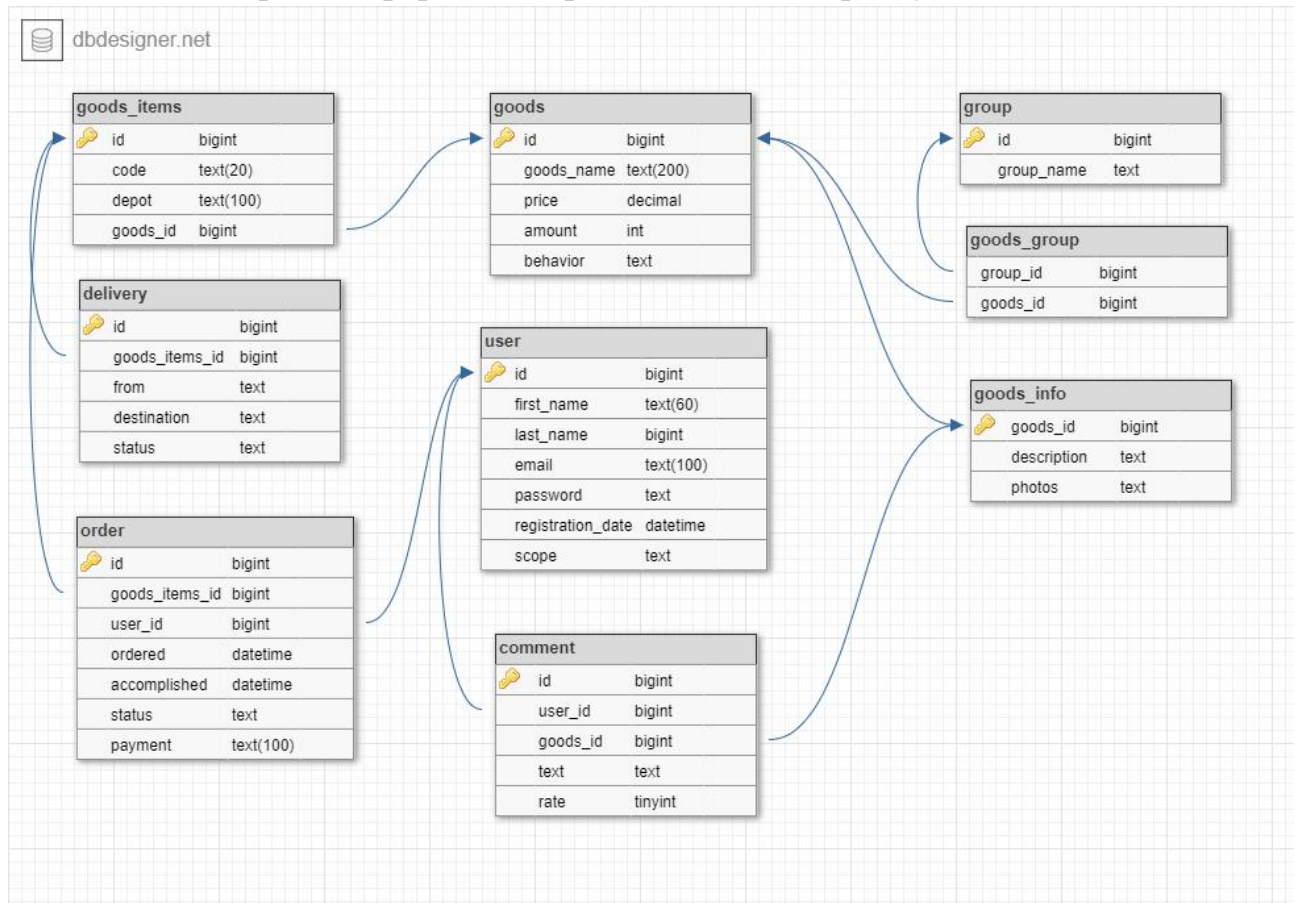 dbdesigner.net
goods_items
id bigint
code text(20)
depot text(100)
goods_id bigint
goods
id bigint
goods_name text(200)
price decimal
amount int
behavior text
group
id bigint
group_name text
goods_group
group_id bigint
goods_id bigint
delivery
id bigint
goods_items_id bigint
from text
destination text
status text
user
id bigint
first_name text(60)
last_name bigint
email text(100)
password text
registration_date datetime
scope text
goods_info
goods_id bigint
description text
photos text
order
id bigint
goods_items_id bigint
user_id bigint
ordered datetime
accomplished datetime
status text
payment text(100)
comment
id bigint
user_id bigint
goods_id bigint
text text
rate tinyint